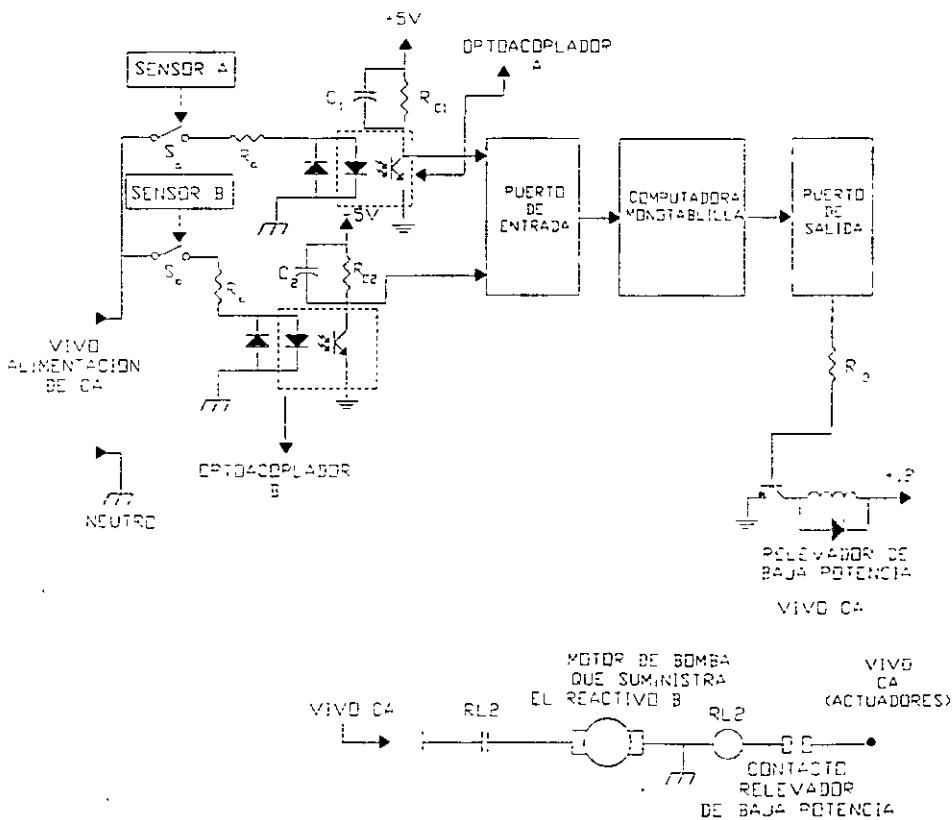 +5V
OPTOACOPLADOR
A
SENSOR A
C1
RC1
Sa
Ra
SENSOR B
+5V
PUERTO
DE
ENTRADA
COMPUTADORA
MONOTABLILLA
PUERTO
DE
SALIDA
C2
RC2
VIVO
ALIMENTACION
DE CA
OPTOACOPLADOR
B
NEUTRO
RELEVADOR DE
BAJA POTENCIA
VIVO CA
MOTOR DE BOMBA
QUE SUMINISTRA
EL REACTIVO B
VIVO
CA
(ACTUADORES)
VIVO CA
RL2
RL2
CONTACTO
RELEVADOR
DE BAJA POTENCIA